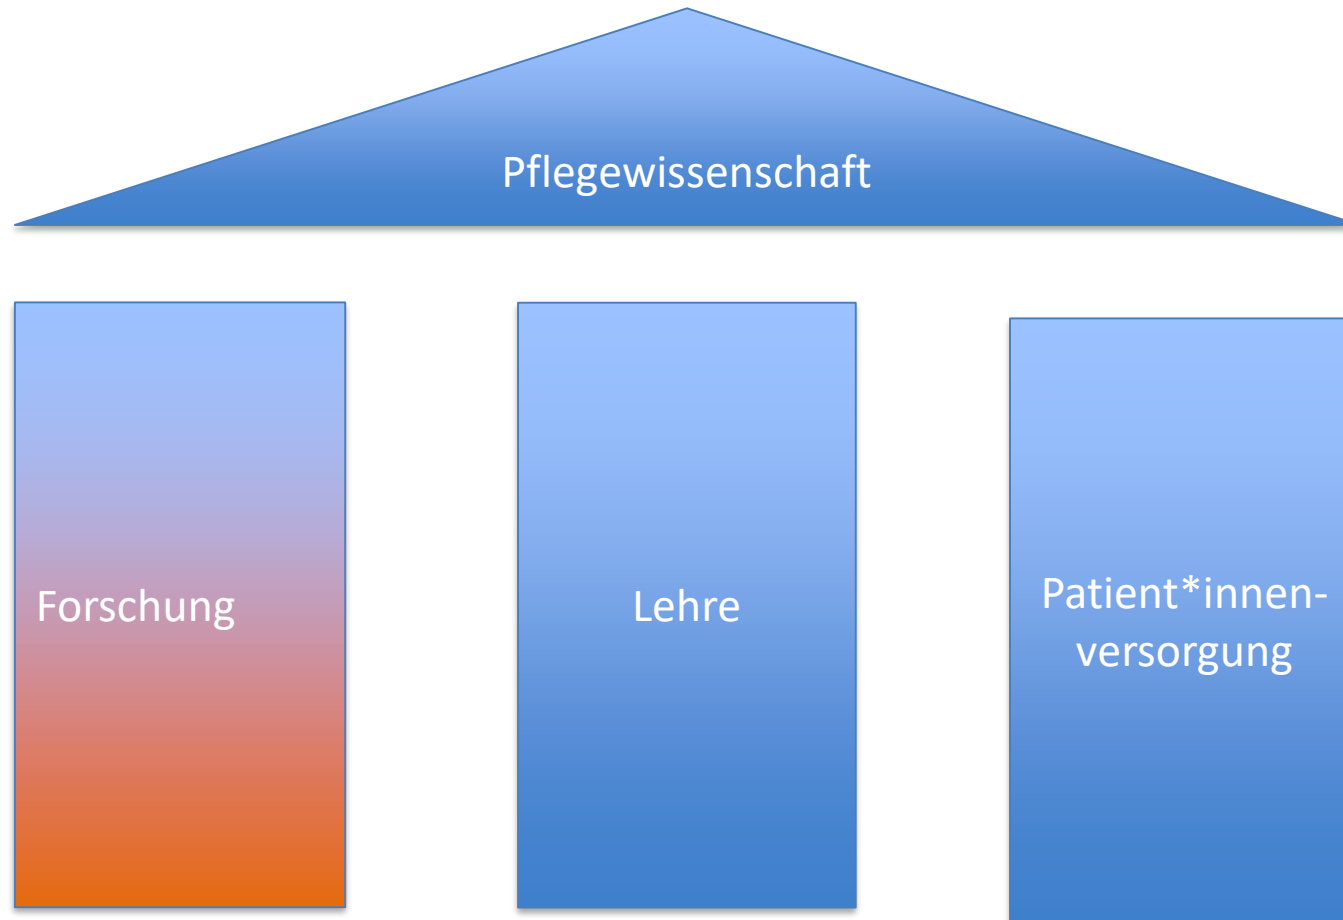 Pflegewissenschaft
Forschung
Lehre
Patient*innen-
versorgung